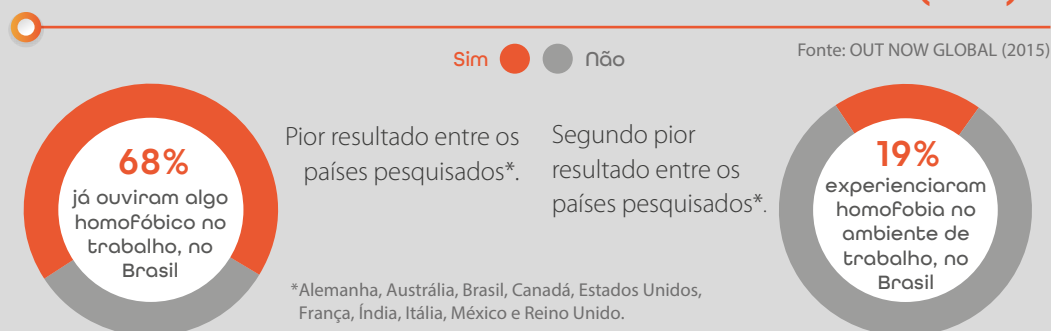 Sim
Não
Fonte: OUT NOW GLOBAL (2015)
68%
já ouviram algo
homofóbico no
trabalho, no
Brasil
Pior resultado entre os
países pesquisados*.
Segundo pior
resultado entre os
países pesquisados*.
19%
experienciaram
homofobia no
ambiente de
trabalho, no
Brasil
*Alemanha, Austrália, Brasil, Canadá, Estados Unidos,
França, Índia, Itália, México e Reino Unido.